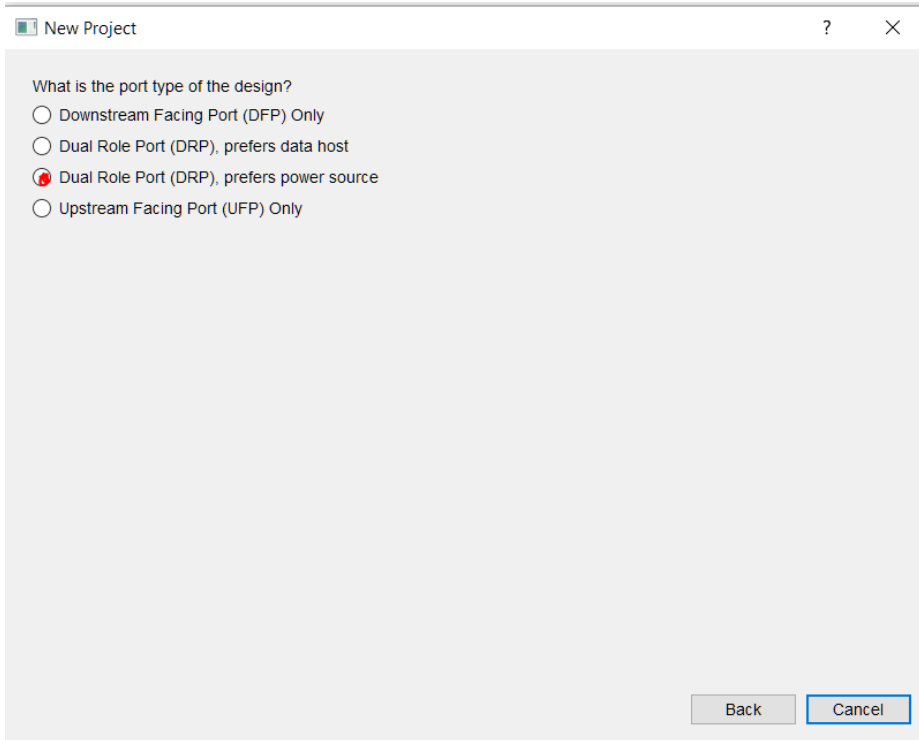 New Project
?
What is the port type of the design?
Downstream Facing Port (DFP) Only
Dual Role Port (DRP), prefers data host
Dual Role Port (DRP), prefers power source
Upstream Facing Port (UFP) Only
Back Cancel